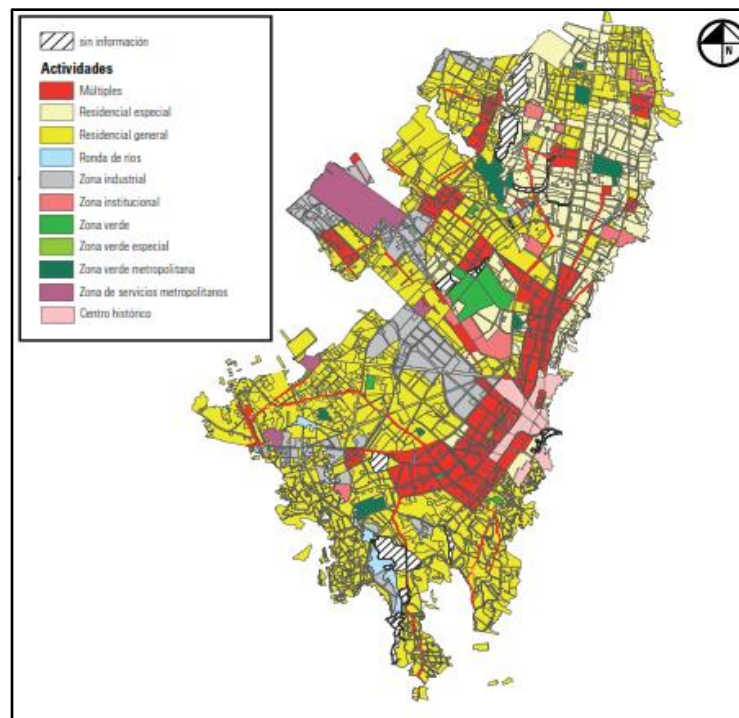 sin información
Actividades
Múltiples
Residencial especial
Residencial general
Ronda de rios
Zona industrial
Zona institucional
Zona verde
Zona verde especial
Zona verde metropolitana
Zona de servicios metropolitanos
Centro histórico
N